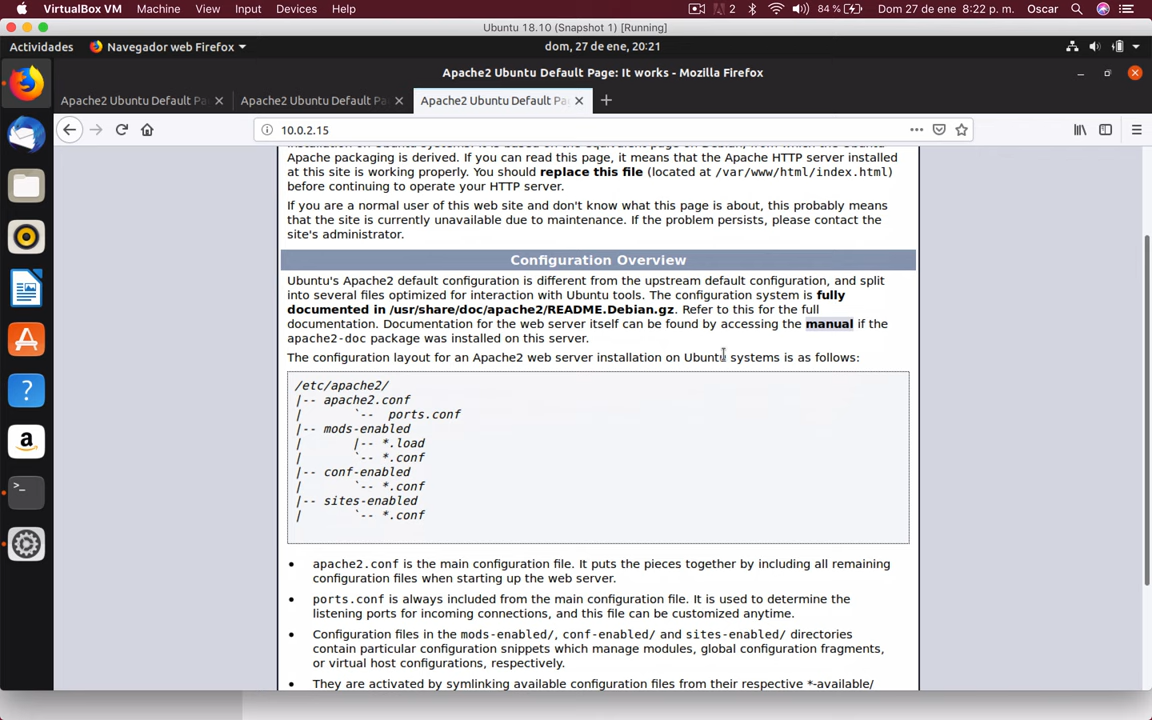 VirtualBox VM Machine View Input Devices Help 2 84 % Dom 27 de ene 8:22 p. m. Oscar
Ubuntu 18.10 (Snapshot 1) [Running]
Actividades Navegador web Firefox dom, 27 de ene, 20:21
Apache2 Ubuntu Default Page: It works - Mozilla Firefox
Apache2 Ubuntu Default Pa Apache2 Ubuntu Default Pa Apache2 Ubuntu Default Pa
10.0.2.15
Apache packaging is derived. If you can read this page, it means that the Apache HTTP server installed
at this site is working properly. You should replace this file (located at /var/www/html/index.html)
before continuing to operate your HTTP server.
If you are a normal user of this web site and don't know what this page is about, this probably means
that the site is currently unavailable due to maintenance. If the problem persists, please contact the
site's administrator.
Configuration Overview
Ubuntu's Apache2 default configuration is different from the upstream default configuration, and split
into several files optimized for interaction with Ubuntu tools. The configuration system is fully
documented in /usr/share/doc/apache2/README.Debian.gz. Refer to this for the full
documentation. Documentation for the web server itself can be found by accessing the manual if the
apache2-doc package was installed on this server.
The configuration layout for an Apache2 web server installation on Ubuntu systems is as follows:
/etc/apache2/
|-- apache2.conf
|       `--  ports.conf
|-- mods-enabled
|       |-- *.load
|       `-- *.conf
|-- conf-enabled
|       `-- *.conf
|-- sites-enabled
|       `-- *.conf
• apache2.conf is the main configuration file. It puts the pieces together by including all remaining
configuration files when starting up the web server.
• ports.conf is always included from the main configuration file. It is used to determine the
listening ports for incoming connections, and this file can be customized anytime.
• Configuration files in the mods-enabled/, conf-enabled/ and sites-enabled/ directories
contain particular configuration snippets which manage modules, global configuration fragments,
or virtual host configurations, respectively.
• They are activated by symlinking available configuration files from their respective *-available/